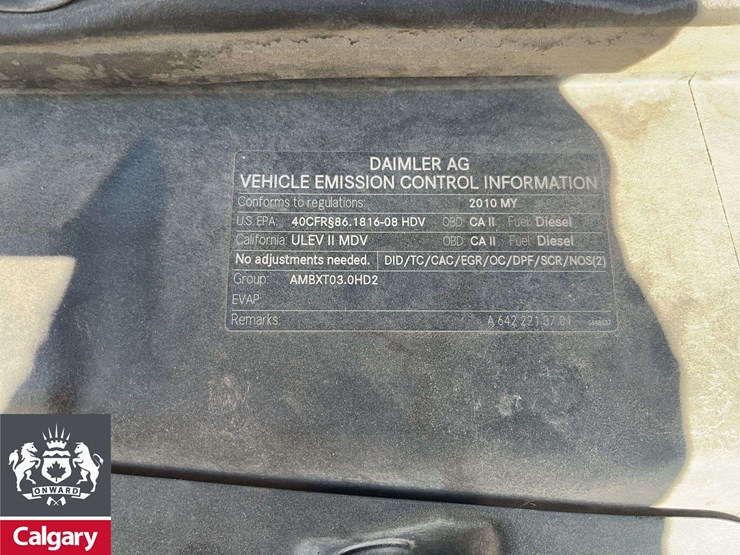 DAIMLER AG
VEHICLE EMISSION CONTROL INFORMATION
Conforms to regulations: 2010 MY
U.S. EPA: 40CFR§86.1816-08 HDV OBD: CA II Fuel: Diesel
California: ULEV II MDV OBD: CA II Fuel: Diesel
No adjustments needed. DID/TC/CAC/EGR/OC/DPF/SCR/NOS(2)
Group: AMBXT03.0HD2
EVAP:
Remarks: A 642 221 37 01
ONWARD
Calgary